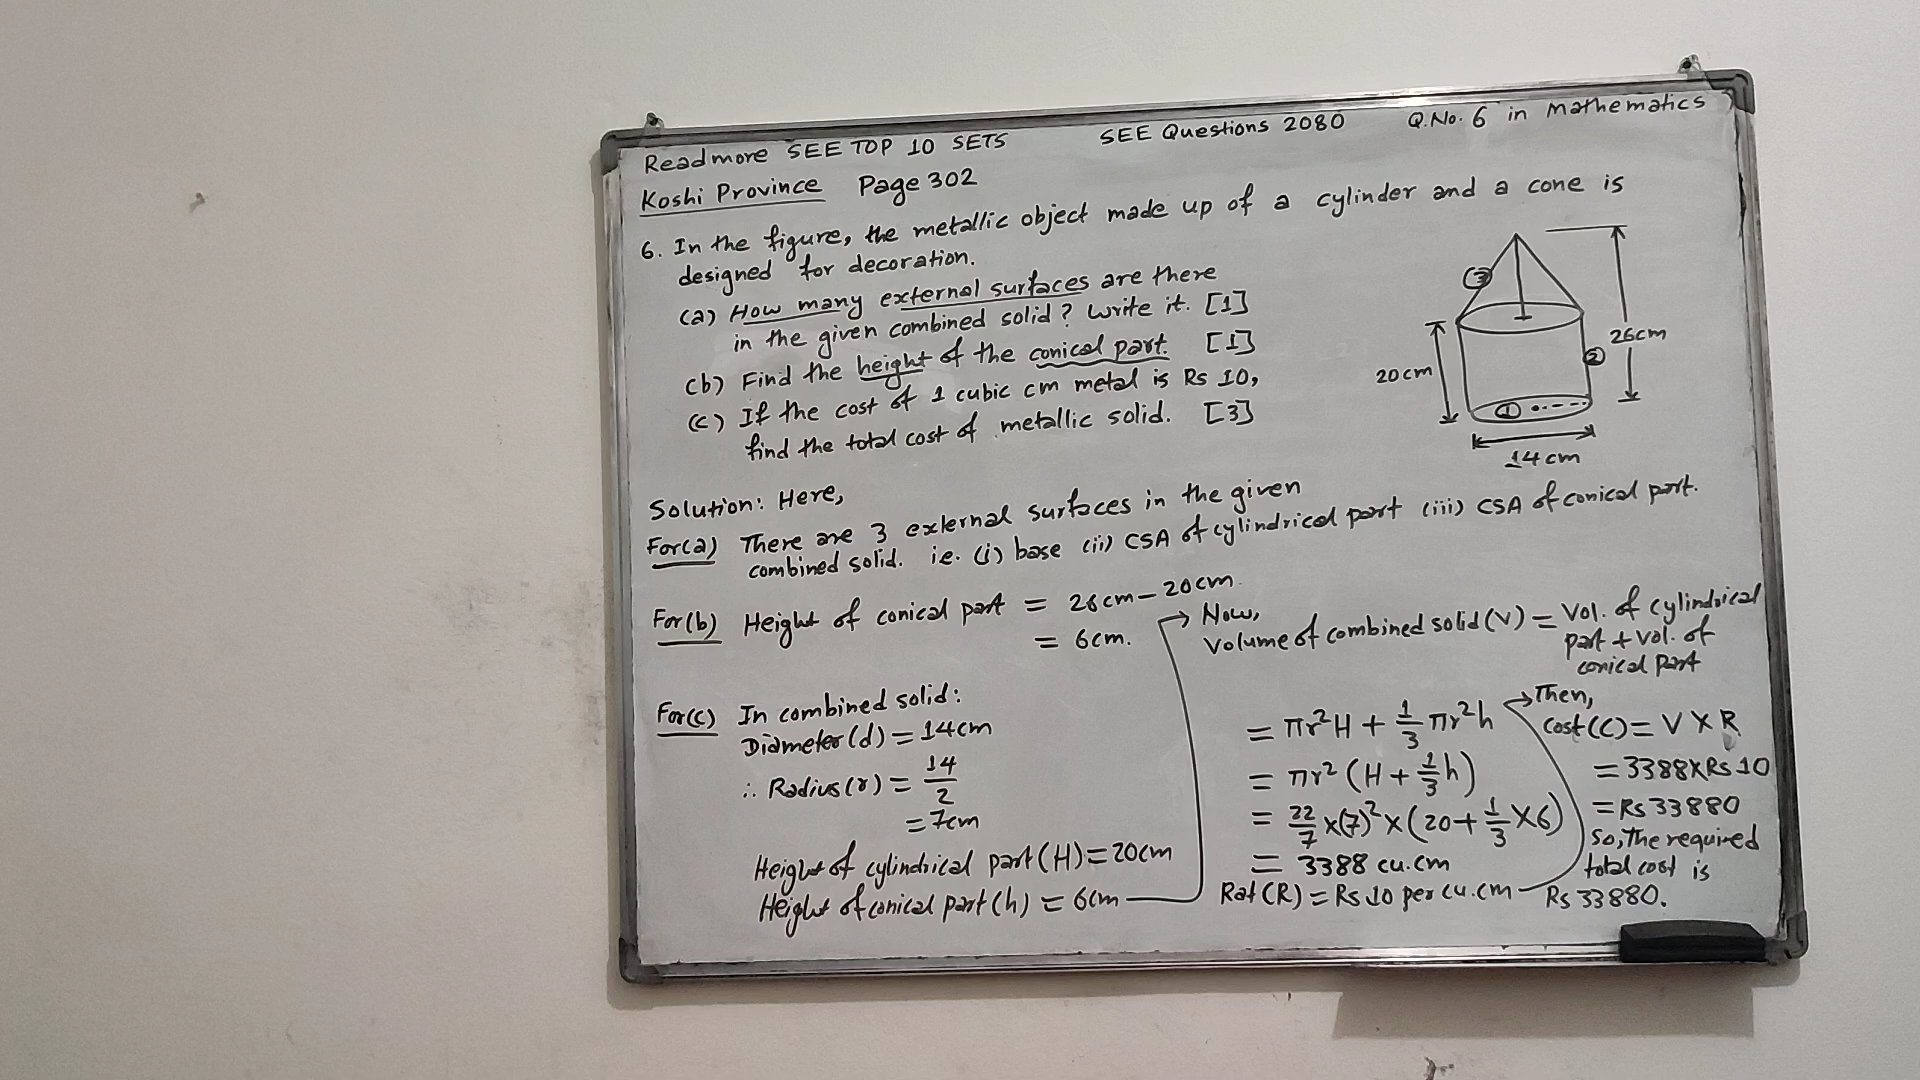 Readmore SEE TOP 10 SETS SEE Questions 2080 Q.No. 6 in Mathematics
Koshi Province Page 302
6. In the figure, the metallic object made up of a cylinder and a cone is
designed for decoration.
(a) How many external surfaces are there
in the given combined solid? Write it. [1]
(b) Find the height of the conical part. [1]
(c) If the cost of 1 cubic cm metal is Rs 10,
find the total cost of metallic solid. [3]
③
26cm
②
20cm
①
14cm
Solution: Here,
For(a) There are 3 external surfaces in the given
combined solid. ie. (i) base (ii) CSA of cylindrical part (iii) CSA of conical part.
For(b) Height of conical part = 26cm - 20cm
= 6cm.
For(c) In combined solid:
Diameter(d) = 14cm
∴ Radius(r) = 14/2
= 7cm
Height of cylindrical part (H) = 20cm
Height of conical part (h) = 6cm
Now,
Volume of combined solid (V) = Vol. of cylindrical
part + vol. of
conical part
= πr²H + 1/3 πr²h
= πr² (H + 1/3 h)
= 22/7 x(7)² x (20 + 1/3 X6)
= 3388 cu.cm
Rat (R) = Rs 10 per cu.cm
Then,
Cost (C) = V X R
= 3388XRs 10
= Rs 33880
So, the required
total cost is
Rs 33880.